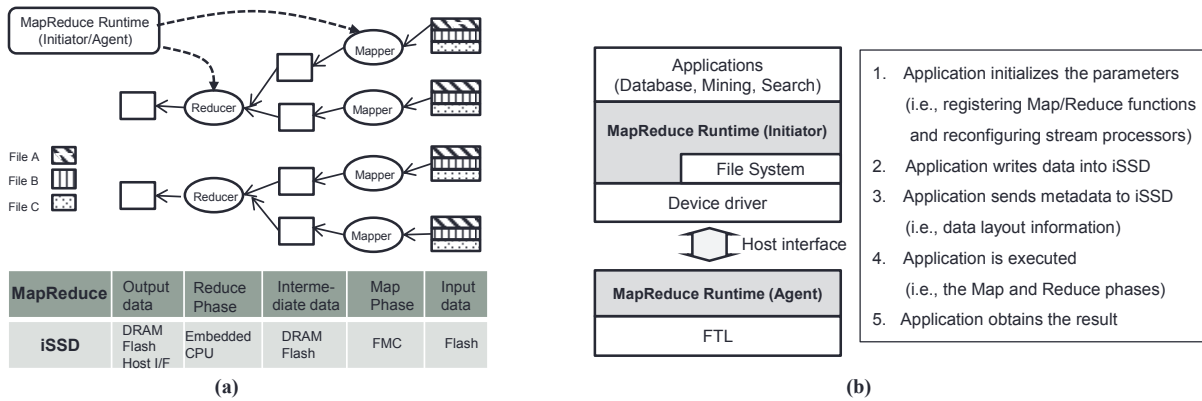 MapReduce Runtime
(Initiator/Agent)
Mapper
Mapper
Reducer
File A
File B
File C
Mapper
Reducer
Mapper
MapReduce
Output
data
Reduce
Phase
Interme-
diate data
Map
Phase
Input
data
iSSD
DRAM
Flash
Host I/F
Embedded
CPU
DRAM
Flash
FMC
Flash
(a)
Applications
(Database, Mining, Search)
MapReduce Runtime (Initiator)
File System
Device driver
Host interface
MapReduce Runtime (Agent)
FTL
1. Application initializes the parameters
(i.e., registering Map/Reduce functions
and reconfiguring stream processors)
2. Application writes data into iSSD
3. Application sends metadata to iSSD
(i.e., data layout information)
4. Application is executed
(i.e., the Map and Reduce phases)
5. Application obtains the result
(b)